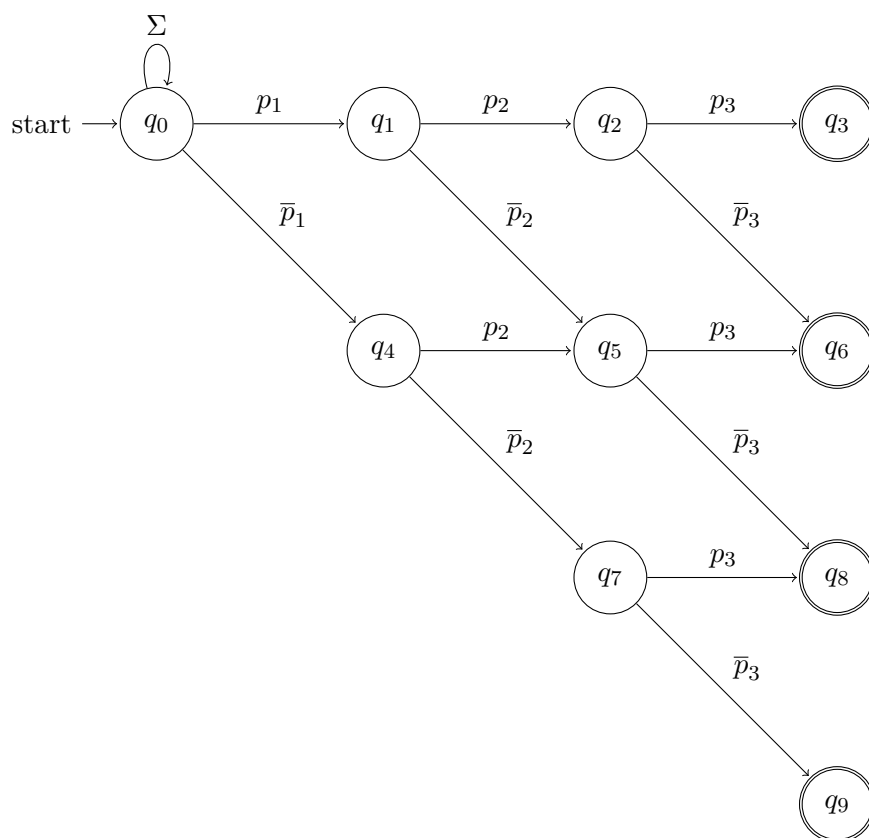 Σ
start q₀ p₁ q₁ p₂ q₂ p₃ q₃
p̅₁ p̅₂ p̅₃
q₄ p₂ q₅ p₃ q₆
p̅₂ p̅₃
q₇ p₃ q₈
p̅₃
q₉